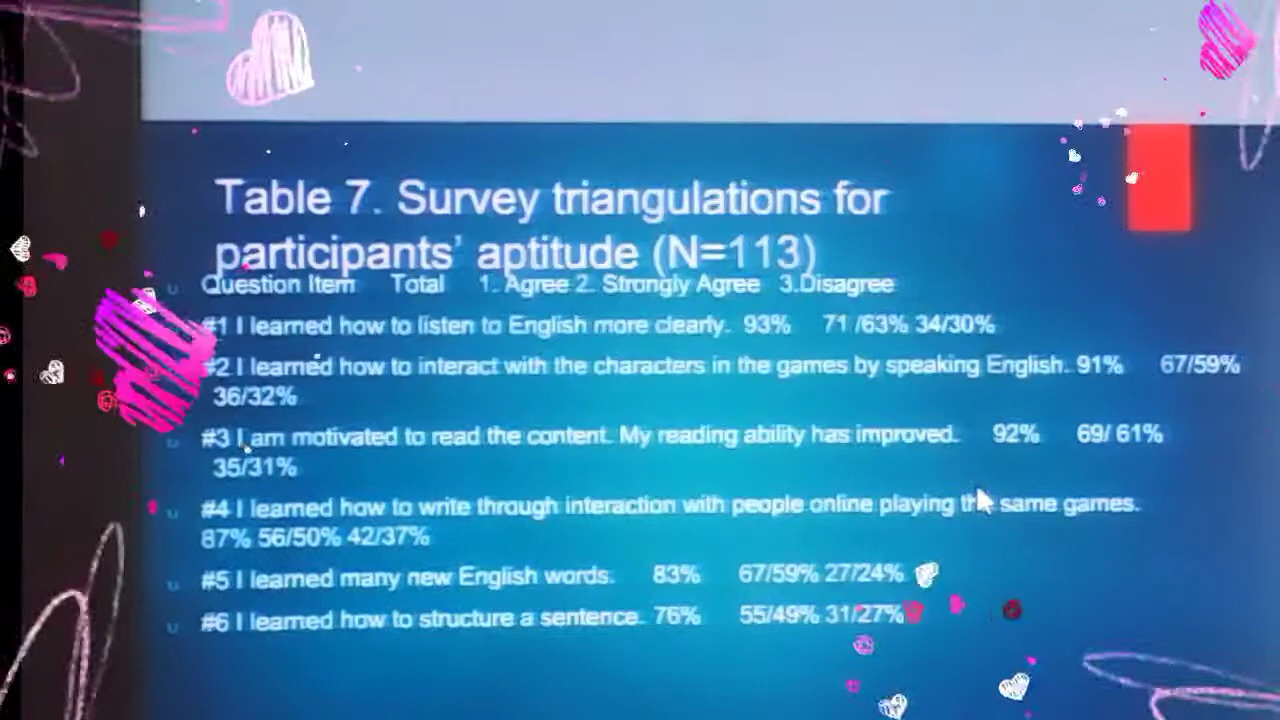 Table 7. Survey triangulations for
participants' aptitude (N=113)
Question Item Total 1. Agree 2. Strongly Agree 3.Disagree
#1 I learned how to listen to English more clearly. 93% 71 /63% 34/30%
#2 I learned how to interact with the characters in the games by speaking English. 91% 67/59%
36/32%
#3 I am motivated to read the content. My reading ability has improved. 92% 69/ 61%
35/31%
#4 I learned how to write through interaction with people online playing the same games.
87% 56/50% 42/37%
#5 I learned many new English words. 83% 67/59% 27/24%
#6 I learned how to structure a sentence. 76% 55/49% 31/27%